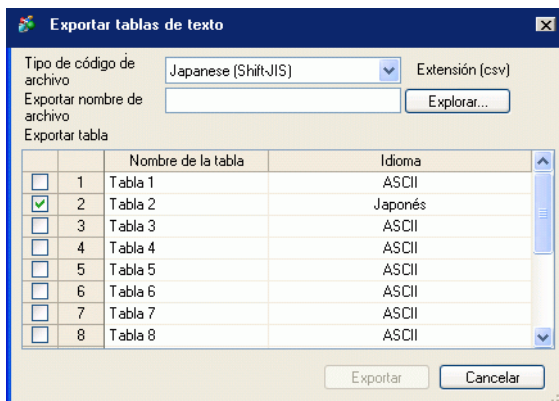 Exportar tablas de texto
Tipo de código de archivo
Japanese (Shift-JIS)
Extensión (csv)
Exportar nombre de archivo
Explorar...
Exportar tabla
Nombre de la tabla Idioma
1 Tabla 1 ASCII
2 Tabla 2 Japonés
3 Tabla 3 ASCII
4 Tabla 4 ASCII
5 Tabla 5 ASCII
6 Tabla 6 ASCII
7 Tabla 7 ASCII
8 Tabla 8 ASCII
Exportar Cancelar